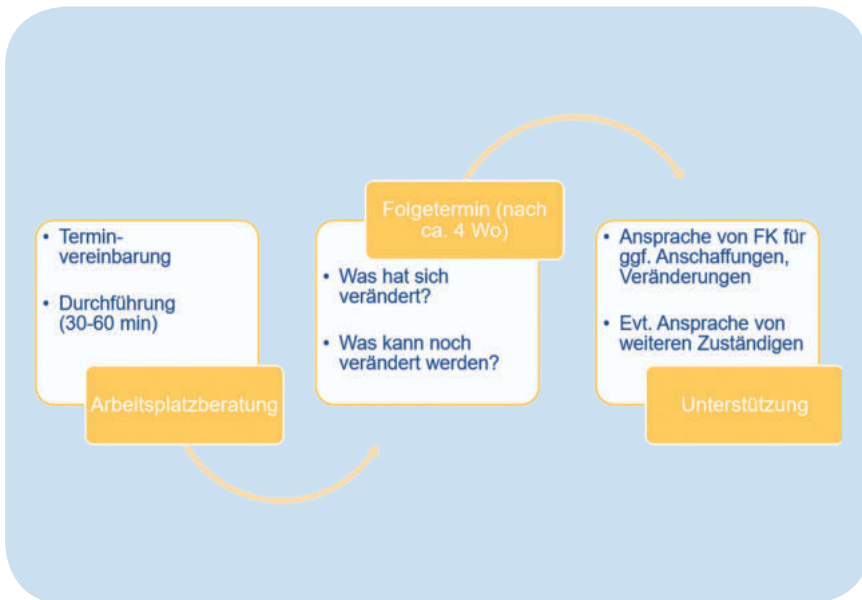 • Termin-
vereinbarung
• Durchführung
(30-60 min)
Arbeitsplatzberatung
Folgetermin (nach
ca. 4 Wo)
• Was hat sich
verändert?
• Was kann noch
verändert werden?
• Ansprache von FK für
ggf. Anschaffungen,
Veränderungen
• Evt. Ansprache von
weiteren Zuständigen
Unterstützung